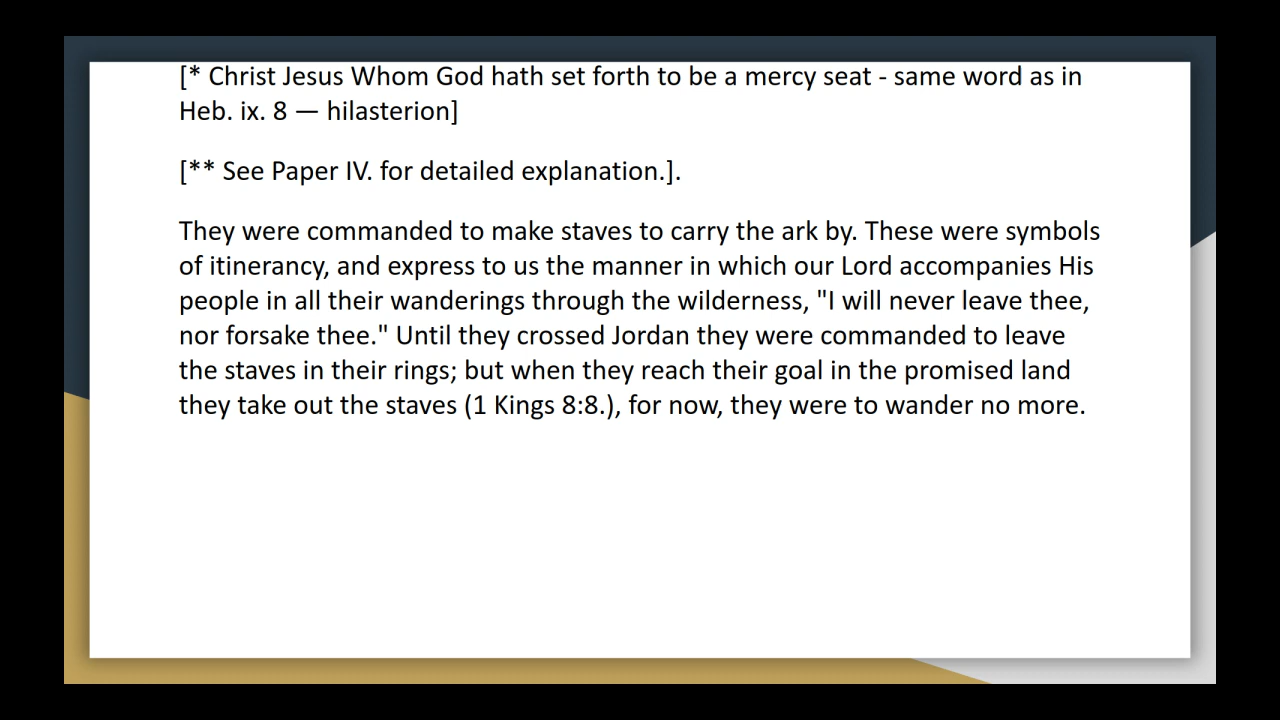 [* Christ Jesus Whom God hath set forth to be a mercy seat - same word as in
Heb. ix. 8 — hilasterion]
[** See Paper IV. for detailed explanation.].
They were commanded to make staves to carry the ark by. These were symbols
of itinerancy, and express to us the manner in which our Lord accompanies His
people in all their wanderings through the wilderness, "I will never leave thee,
nor forsake thee." Until they crossed Jordan they were commanded to leave
the staves in their rings; but when they reach their goal in the promised land
they take out the staves (1 Kings 8:8.), for now, they were to wander no more.